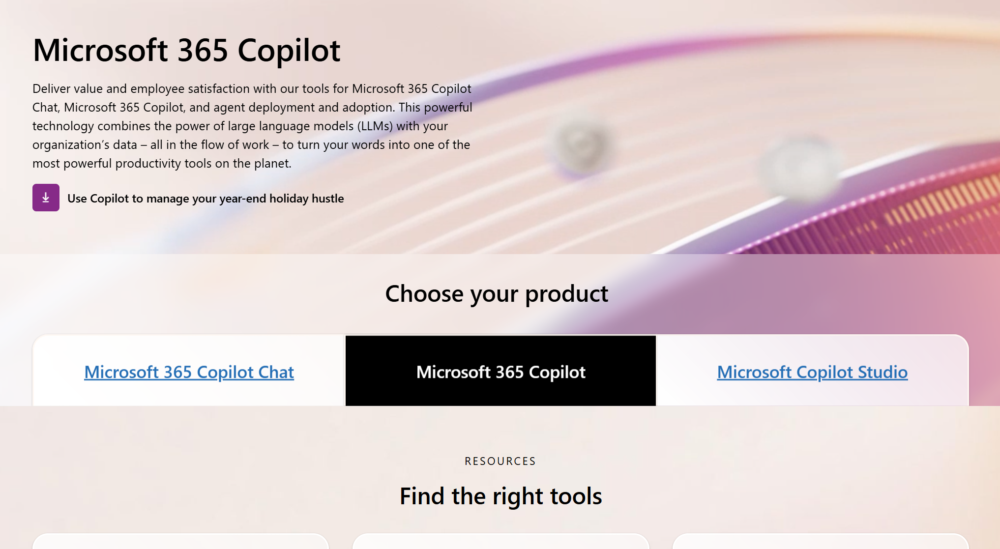 Microsoft 365 Copilot
Deliver value and employee satisfaction with our tools for Microsoft 365 Copilot
Chat, Microsoft 365 Copilot, and agent deployment and adoption. This powerful
technology combines the power of large language models (LLMs) with your
organization’s data – all in the flow of work – to turn your words into one of the
most powerful productivity tools on the planet.
Use Copilot to manage your year-end holiday hustle
Choose your product
Microsoft 365 Copilot Chat
Microsoft 365 Copilot
Microsoft Copilot Studio
RESOURCES
Find the right tools